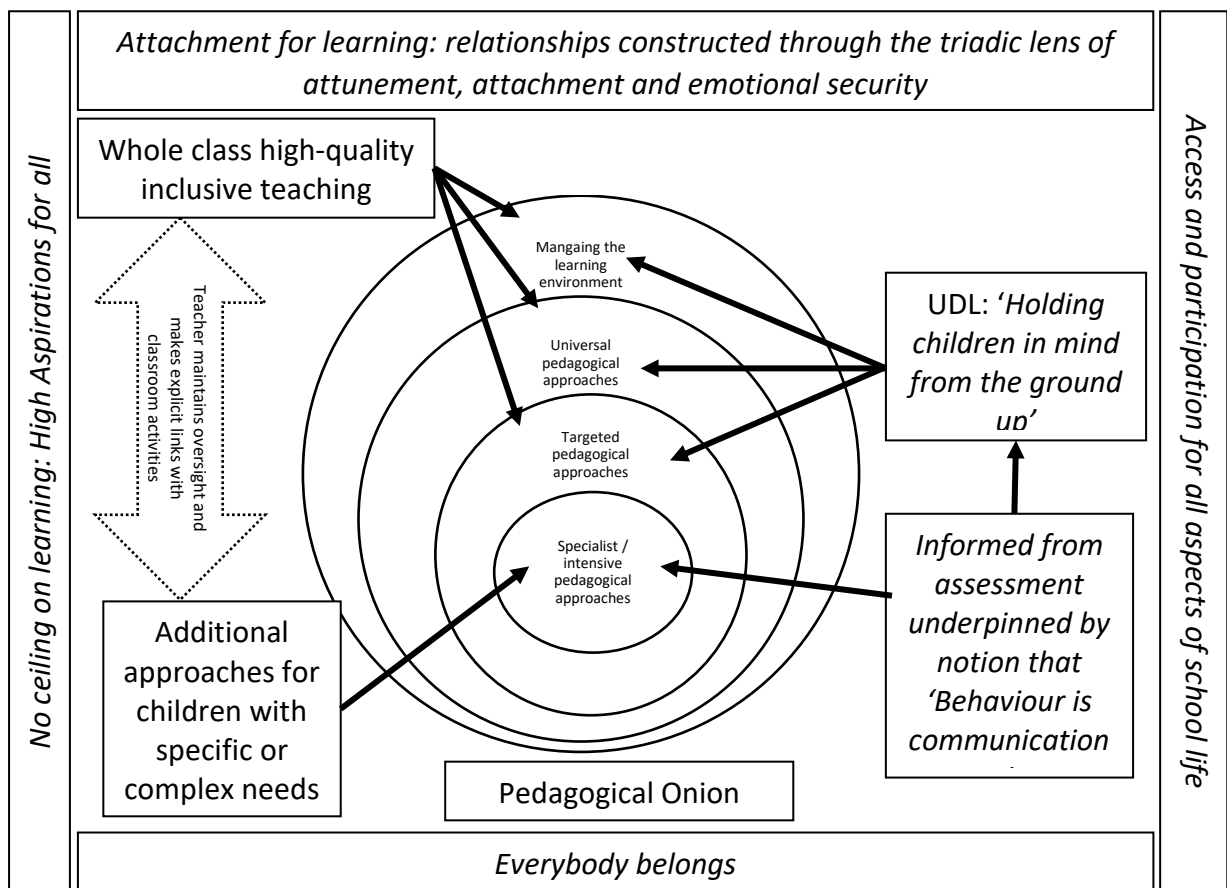 Attachment for learning: relationships constructed through the triadic lens of
attunement, attachment and emotional security
No ceiling on learning: High Aspirations for all
Access and participation for all aspects of school life
Whole class high-quality
inclusive teaching
Teacher maintains oversight and
makes explicit links with
classroom activities
Additional
approaches for
children with
specific or
complex needs
Mangaing the
learning
environment
Universal
pedagogical
approaches
Targeted
pedagogical
approaches
Specialist /
intensive
pedagogical
approaches
UDL: ‘Holding
children in mind
from the ground
up’
Informed from
assessment
underpinned by
notion that
‘Behaviour is
communication
Pedagogical Onion
Everybody belongs